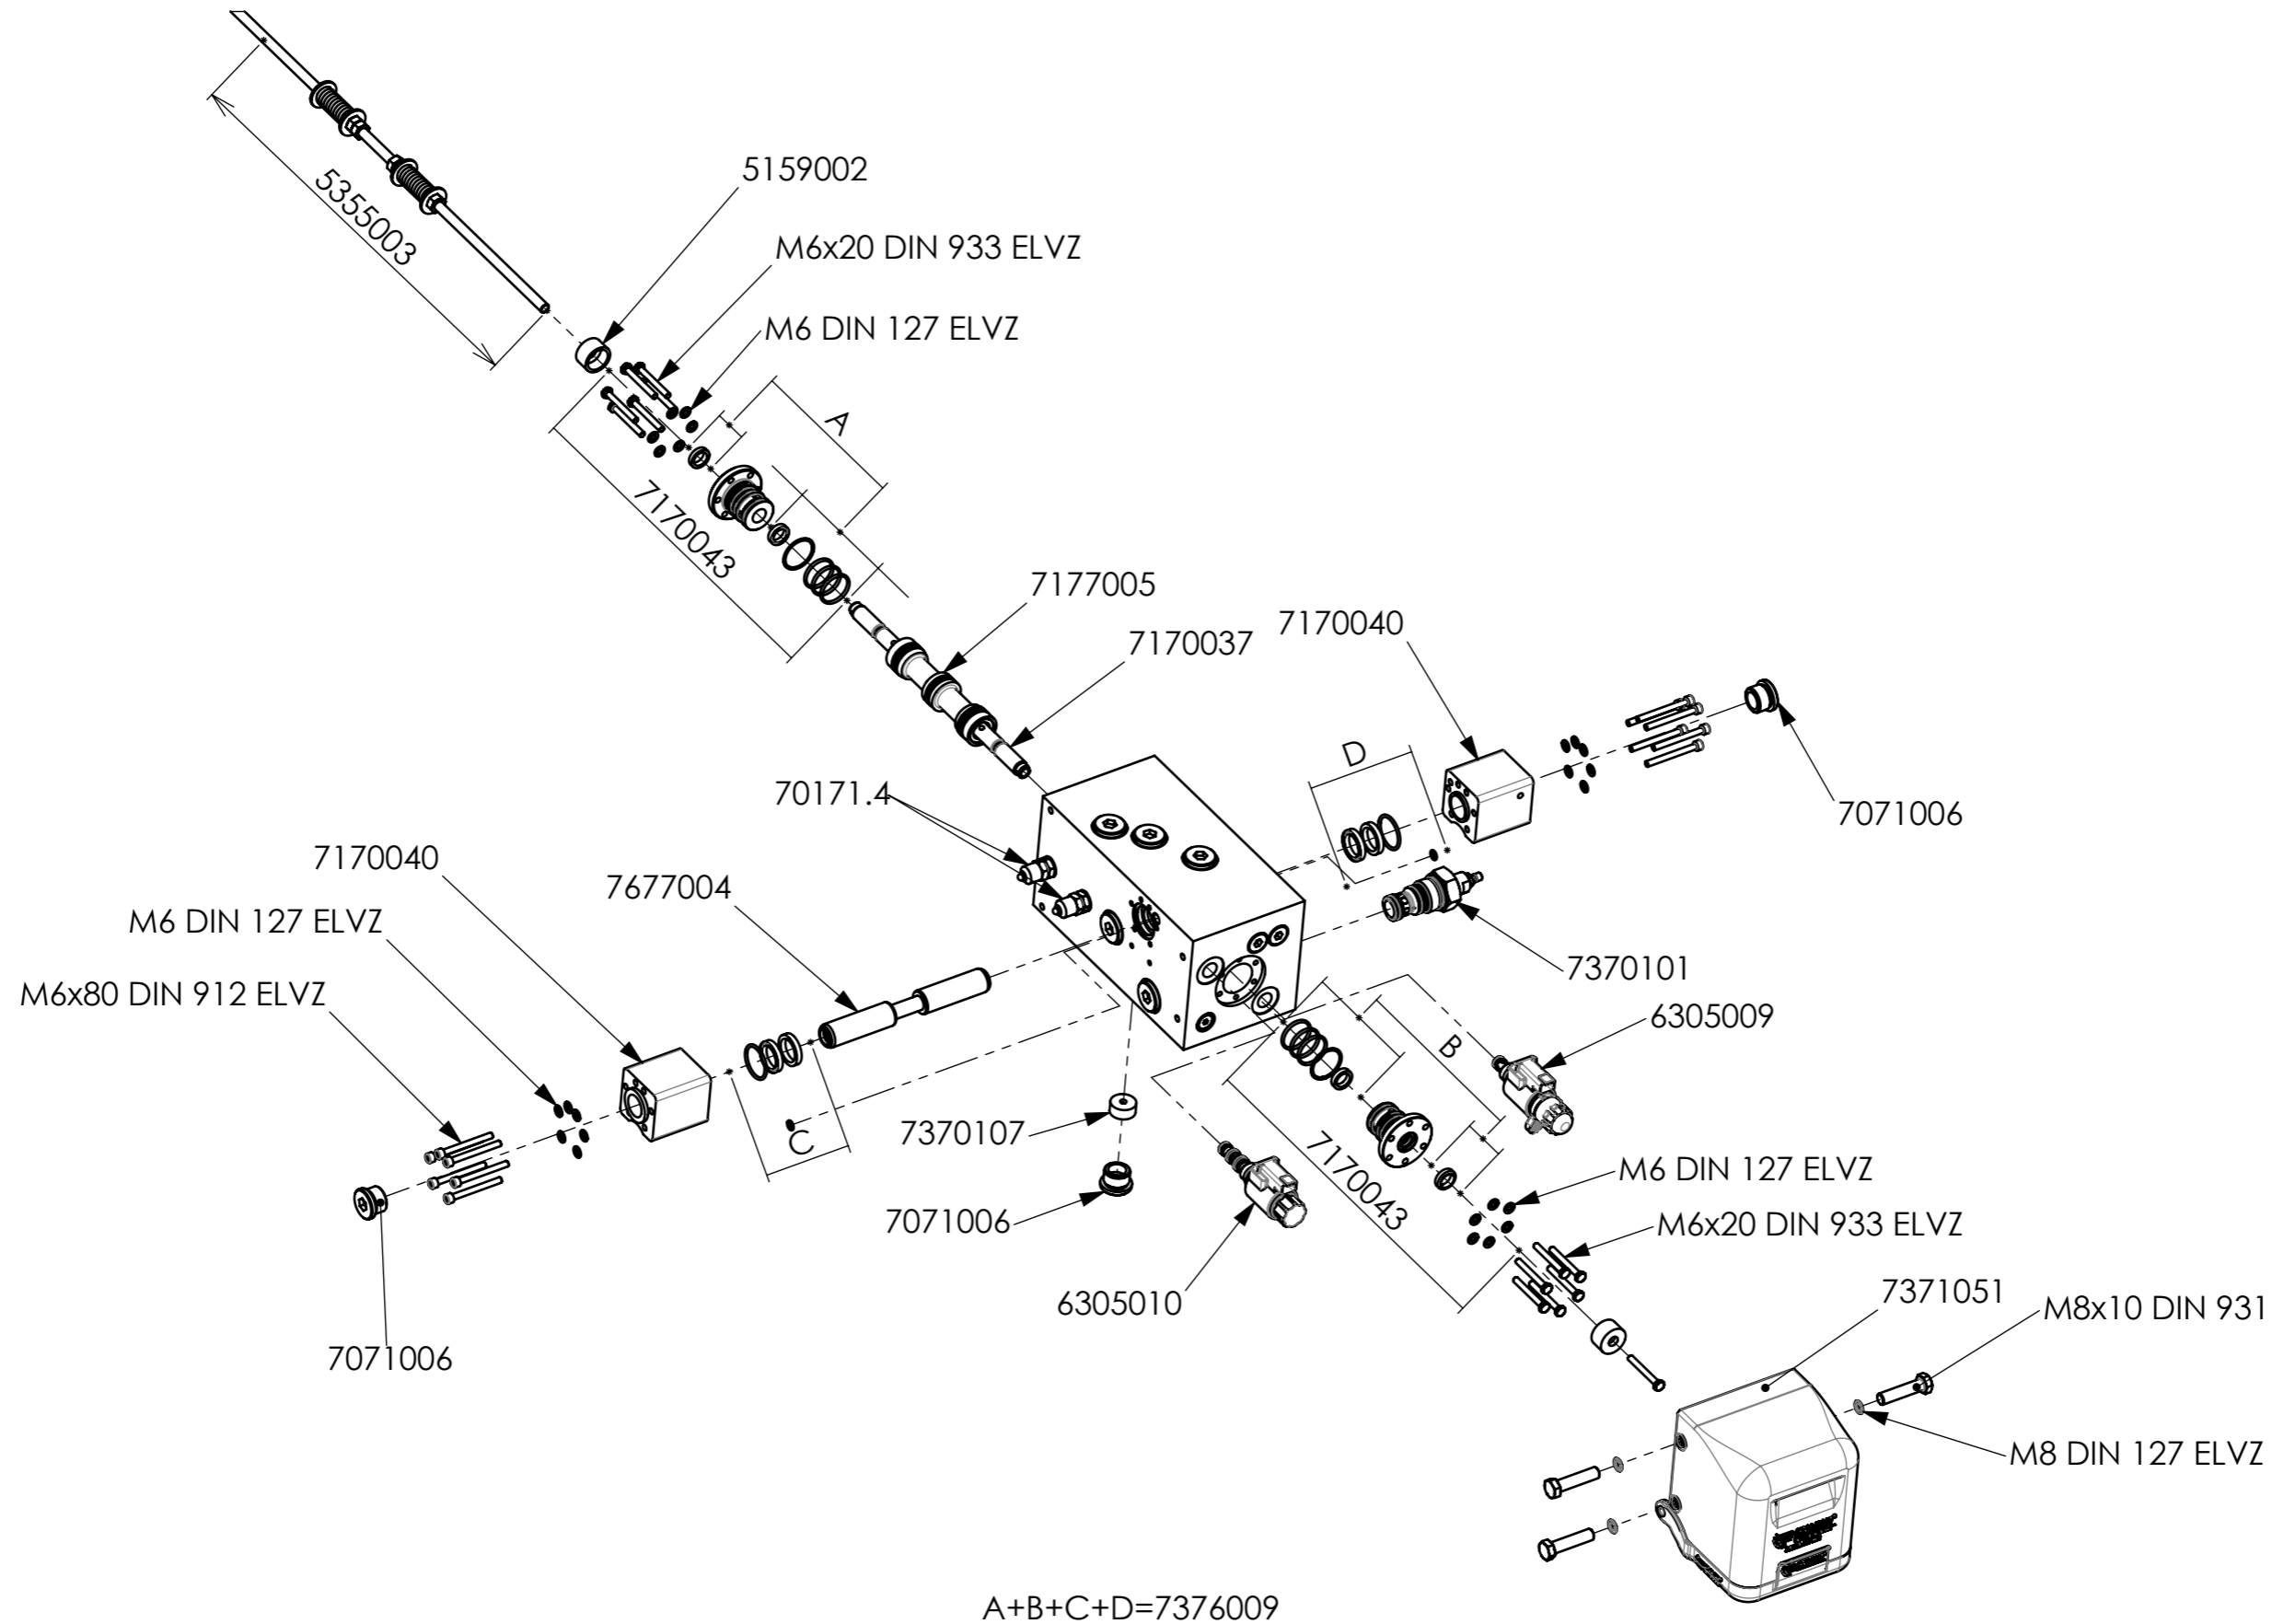 5355003
5159002
M6x20 DIN 933 ELVZ
M6 DIN 127 ELVZ
A
7170043
7177005
7170037
7170040
D
7071006
70171.4
7170040
7677004
M6 DIN 127 ELVZ
M6x80 DIN 912 ELVZ
7370101
6305009
B
C
7370107
7071006
7170043
M6 DIN 127 ELVZ
M6x20 DIN 933 ELVZ
6305010
7371051
M8x10 DIN 931
7071006
M8 DIN 127 ELVZ
A+B+C+D=7376009